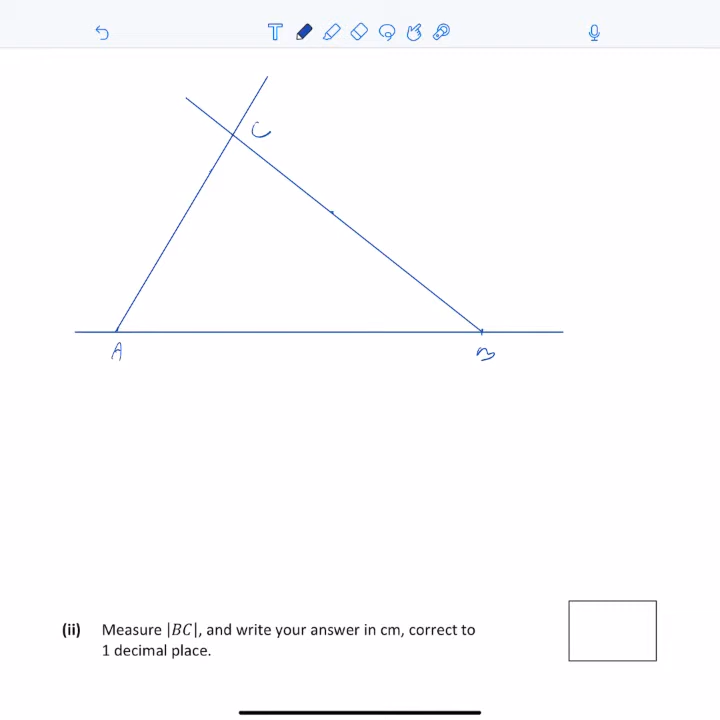 C
A
B
(ii) Measure |BC|, and write your answer in cm, correct to
1 decimal place.